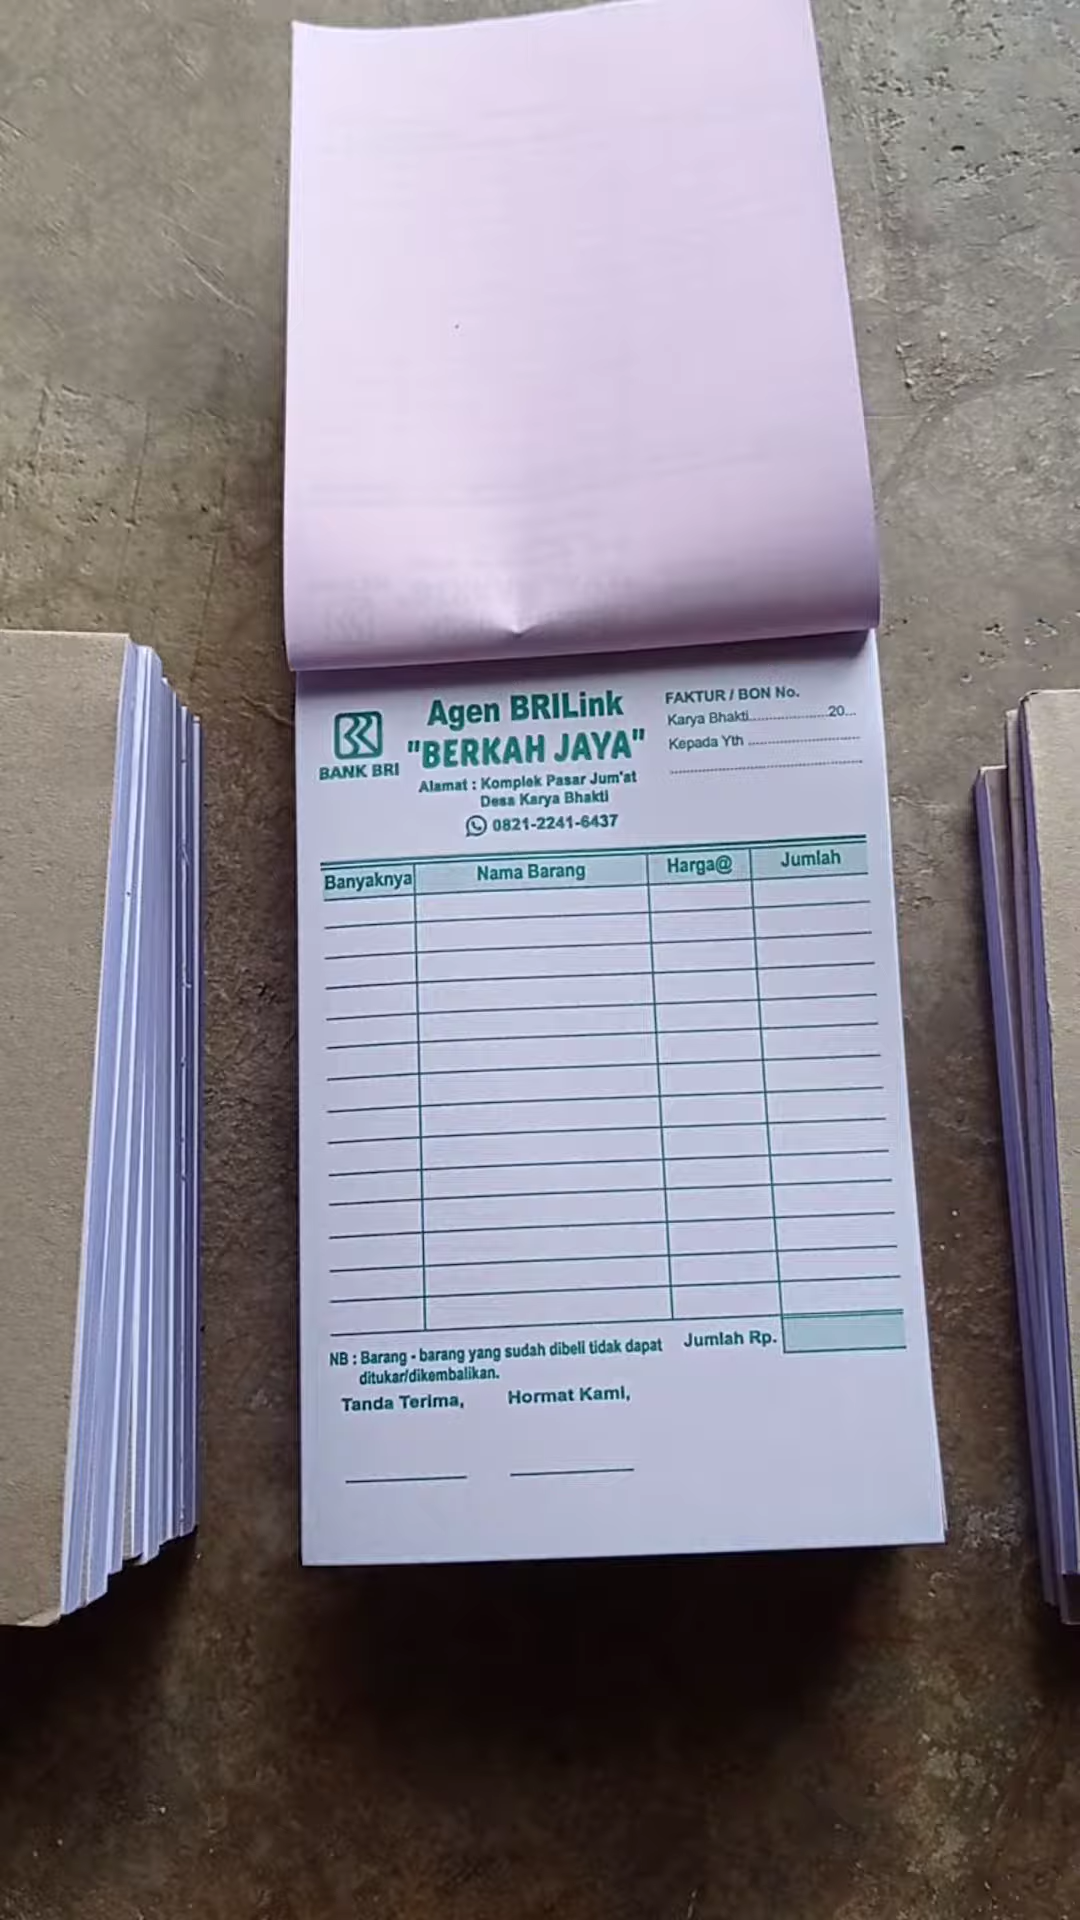 BANK BRI
Agen BRILink
"BERKAH JAYA"
Alamat : Komplek Pasar Jum'at
Desa Karya Bhakti
0821-2241-6437
FAKTUR / BON No.
Karya Bhakti.....................20...
Kepada Yth ..............................
....................................................
Banyaknya Nama Barang Harga@ Jumlah
NB : Barang - barang yang sudah dibeli tidak dapat
ditukar/dikembalikan.
Jumlah Rp.
Tanda Terima, Hormat Kami,